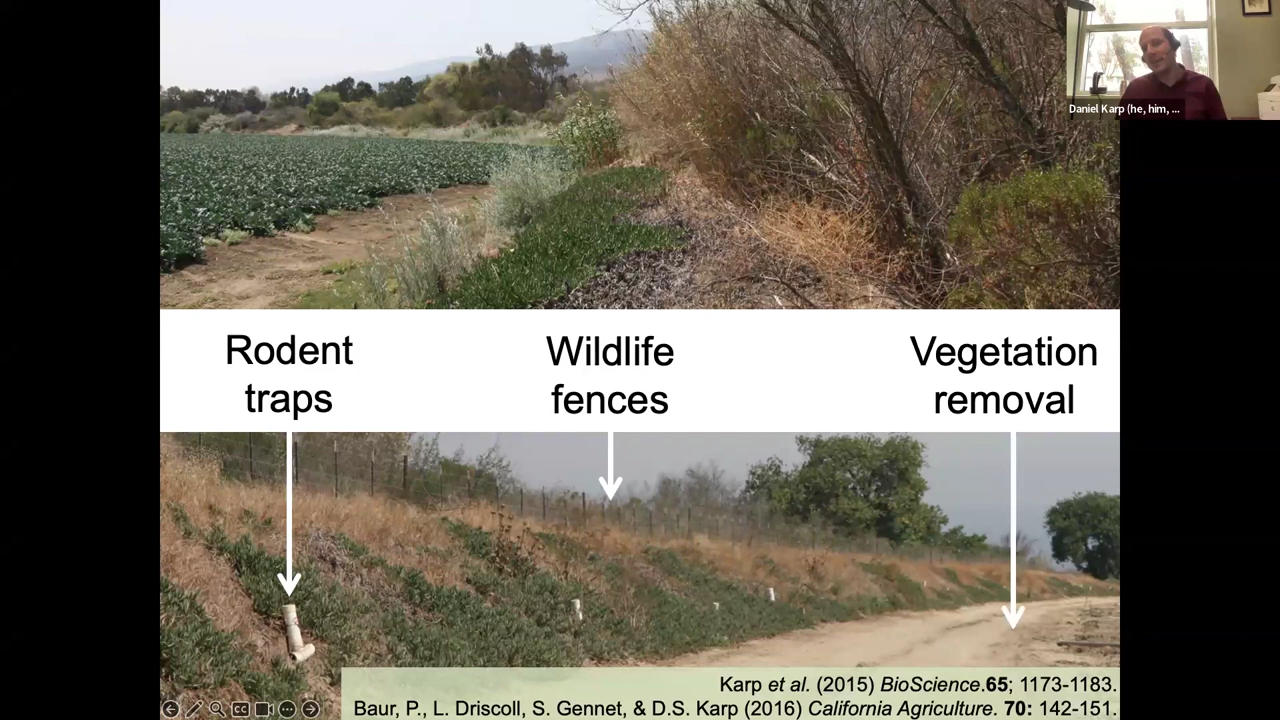 Daniel Karp (he, him, ...
Rodent
traps
Wildlife
fences
Vegetation
removal
Karp et al. (2015) BioScience.65; 1173-1183.
Baur, P., L. Driscoll, S. Gennet, & D.S. Karp (2016) California Agriculture. 70: 142-151.
CC